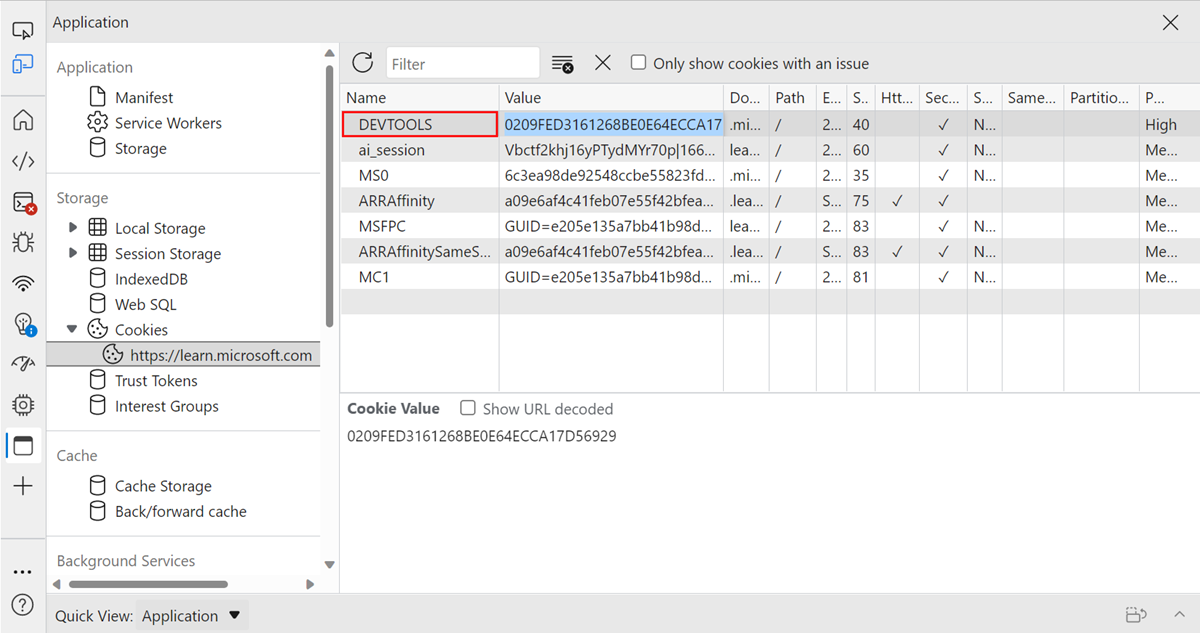 Application
Application
Manifest
Service Workers
Storage
Storage
Local Storage
Session Storage
IndexedDB
Web SQL
Cookies
https://learn.microsoft.com
Trust Tokens
Interest Groups
Cache
Cache Storage
Back/forward cache
Background Services
Filter Only show cookies with an issue
Name Value Do... Path E... S.. Htt... Sec... S... Same... Partitio... P...
DEVTOOLS 0209FED3161268BE0E64ECCA17 .mi... / 2... 40 ✓ N... High
ai_session Vbctf2khj16yPTydMYr70p|166... lea... / 2... 60 ✓ N... Me...
MS0 6c3ea98de92548ccbe55823fd... .mi... / 2... 35 ✓ N... Me...
ARRAffinity a09e6af4c41feb07e55f42bfea... .lea... / S... 75 ✓ ✓ Me...
MSFPC GUID=e205e135a7bb41b98d... lea... / 2... 83 ✓ N... Me...
ARRAffinitySameS... a09e6af4c41feb07e55f42bfea... .lea... / S... 83 ✓ ✓ N... Me...
MC1 GUID=e205e135a7bb41b98d... .mi... / 2... 81 ✓ N... Me...
Cookie Value Show URL decoded
0209FED3161268BE0E64ECCA17D56929
Quick View: Application